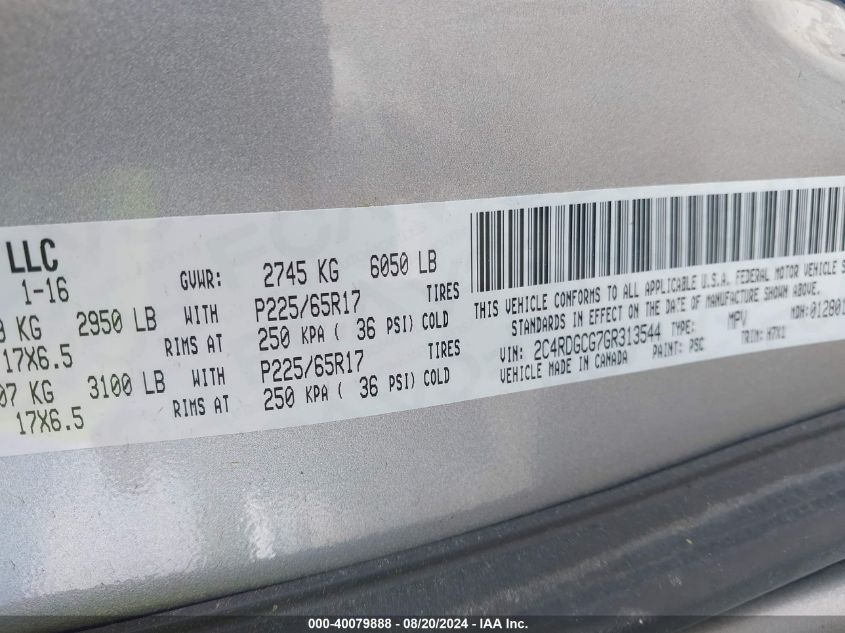 LLC
1-16
GVWR: 2745 KG 6050 LB
KG 2950 LB WITH P225/65R17 TIRES
17X6.5 RIMS AT 250 KPA ( 36 PSI) COLD
07 KG 3100 LB WITH P225/65R17 TIRES
17X6.5 RIMS AT 250 KPA ( 36 PSI) COLD
THIS VEHICLE CONFORMS TO ALL APPLICABLE U.S.A. FEDERAL MOTOR VEHICLE S
STANDARDS IN EFFECT ON THE DATE OF MANUFACTURE SHOWN ABOVE.
VIN: 2C4RDGCG7GR313544 TYPE: MPV MDH: 012801
VEHICLE MADE IN CANADA PAINT: PSC TRIM:
000-40079888 - 08/20/2024 - IAA Inc.